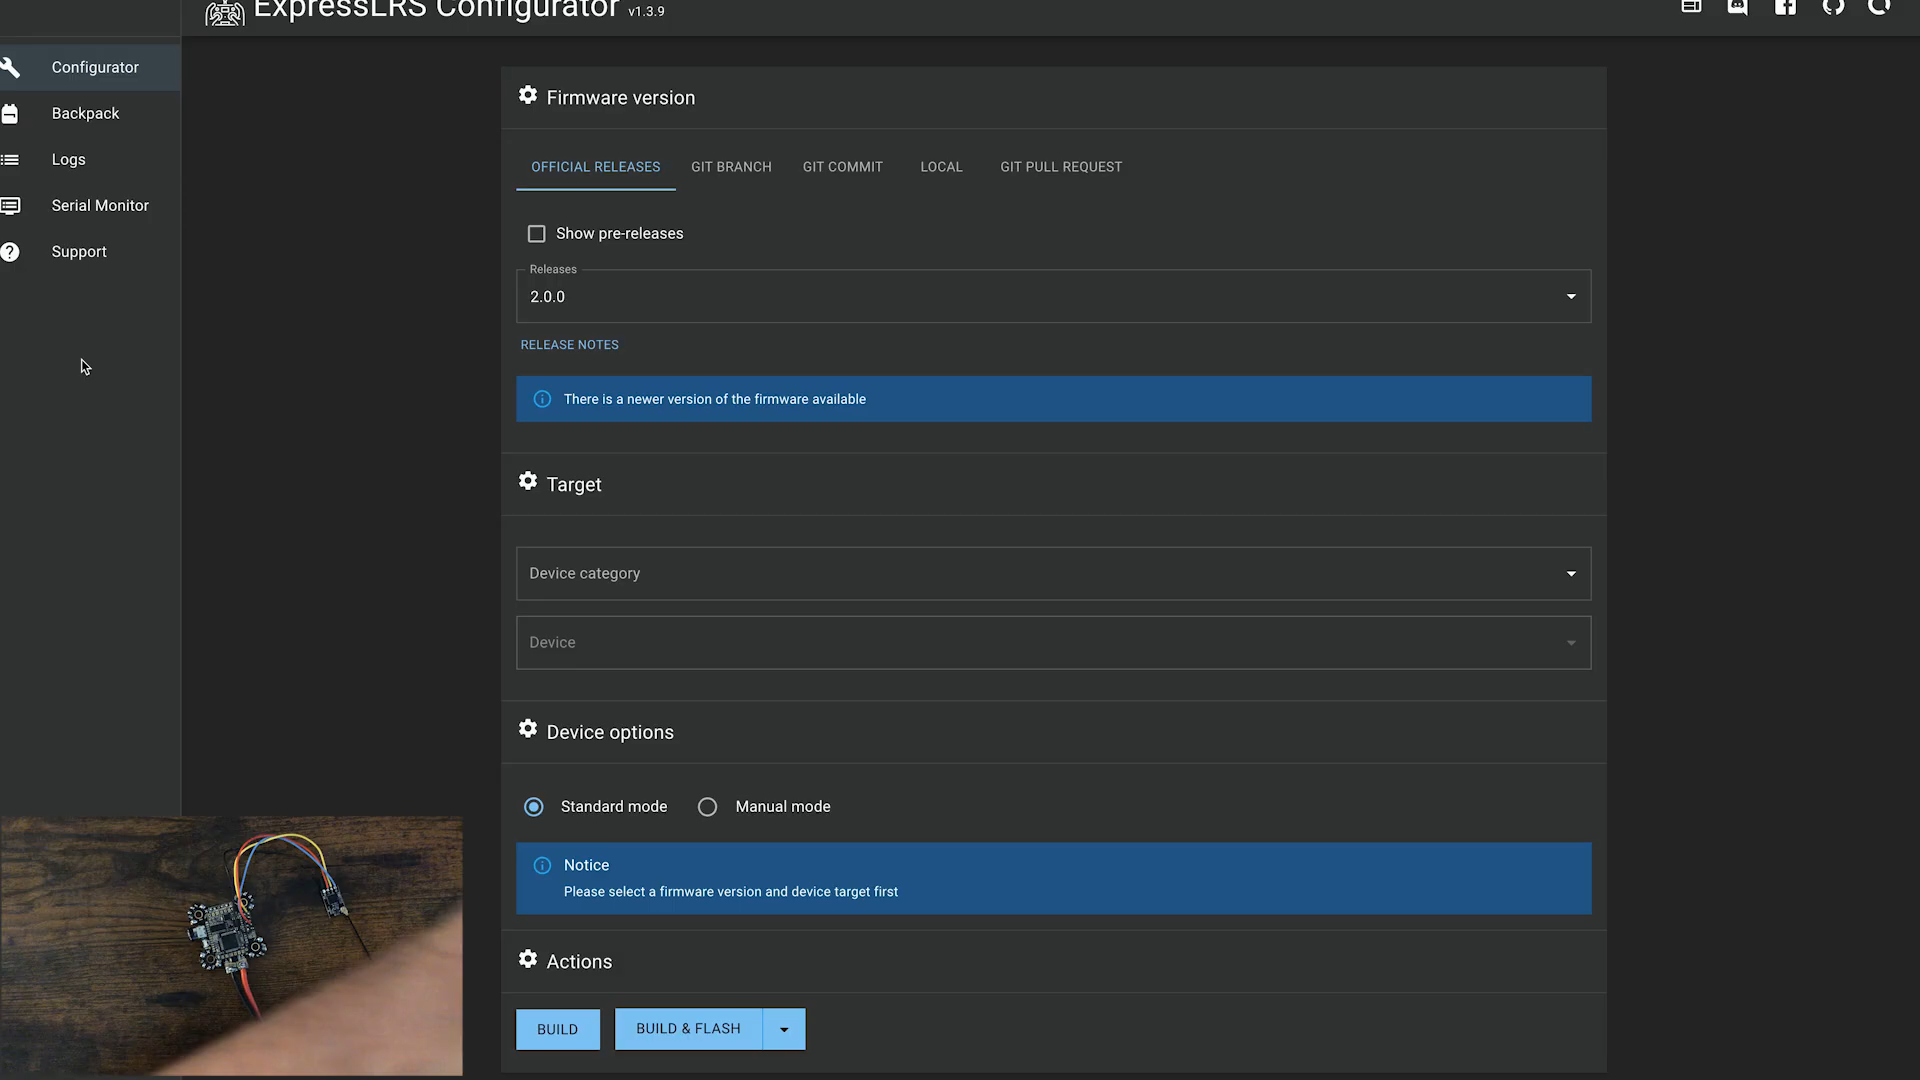 ExpressLRS Configurator v1.3.9
Configurator
Backpack
Logs
Serial Monitor
Support
Firmware version
OFFICIAL RELEASES GIT BRANCH GIT COMMIT LOCAL GIT PULL REQUEST
Show pre-releases
Releases
2.0.0
RELEASE NOTES
There is a newer version of the firmware available
Target
Device category
Device
Device options
Standard mode Manual mode
Notice
Please select a firmware version and device target first
Actions
BUILD BUILD & FLASH